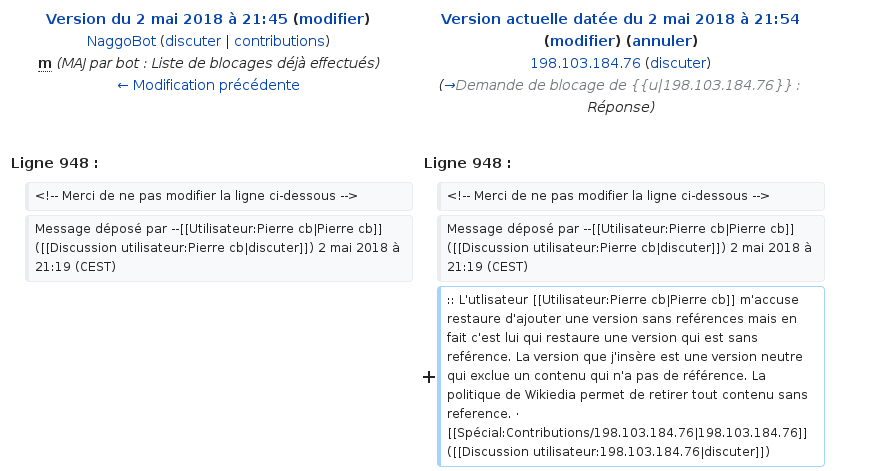 Version du 2 mai 2018 à 21:45 (modifier)
NaggoBot (discuter | contributions)
m (MAJ par bot : Liste de blocages déjà effectués)
← Modification précédente
Version actuelle datée du 2 mai 2018 à 21:54
(modifier) (annuler)
198.103.184.76 (discuter)
(→Demande de blocage de {{u|198.103.184.76}} :
Réponse)
Ligne 948 :
Ligne 948 :
<!-- Merci de ne pas modifier la ligne ci-dessous -->
<!-- Merci de ne pas modifier la ligne ci-dessous -->
Message déposé par --[[Utilisateur:Pierre cb|Pierre cb]]
([[Discussion utilisateur:Pierre cb|discuter]]) 2 mai 2018 à
21:19 (CEST)
Message déposé par --[[Utilisateur:Pierre cb|Pierre cb]]
([[Discussion utilisateur:Pierre cb|discuter]]) 2 mai 2018 à
21:19 (CEST)
+
:: L'utlisateur [[Utilisateur:Pierre cb|Pierre cb]] m'accuse
restaure d'ajouter une version sans reférences mais en
fait c'est lui qui restaure une version qui est sans
reférence. La version que j'insère est une version neutre
qui exclue un contenu qui n'a pas de référence. La
politique de Wikiedia permet de retirer tout contenu sans
reference. ·
[[Spécial:Contributions/198.103.184.76|198.103.184.76]]
([[Discussion utilisateur:198.103.184.76|discuter]])